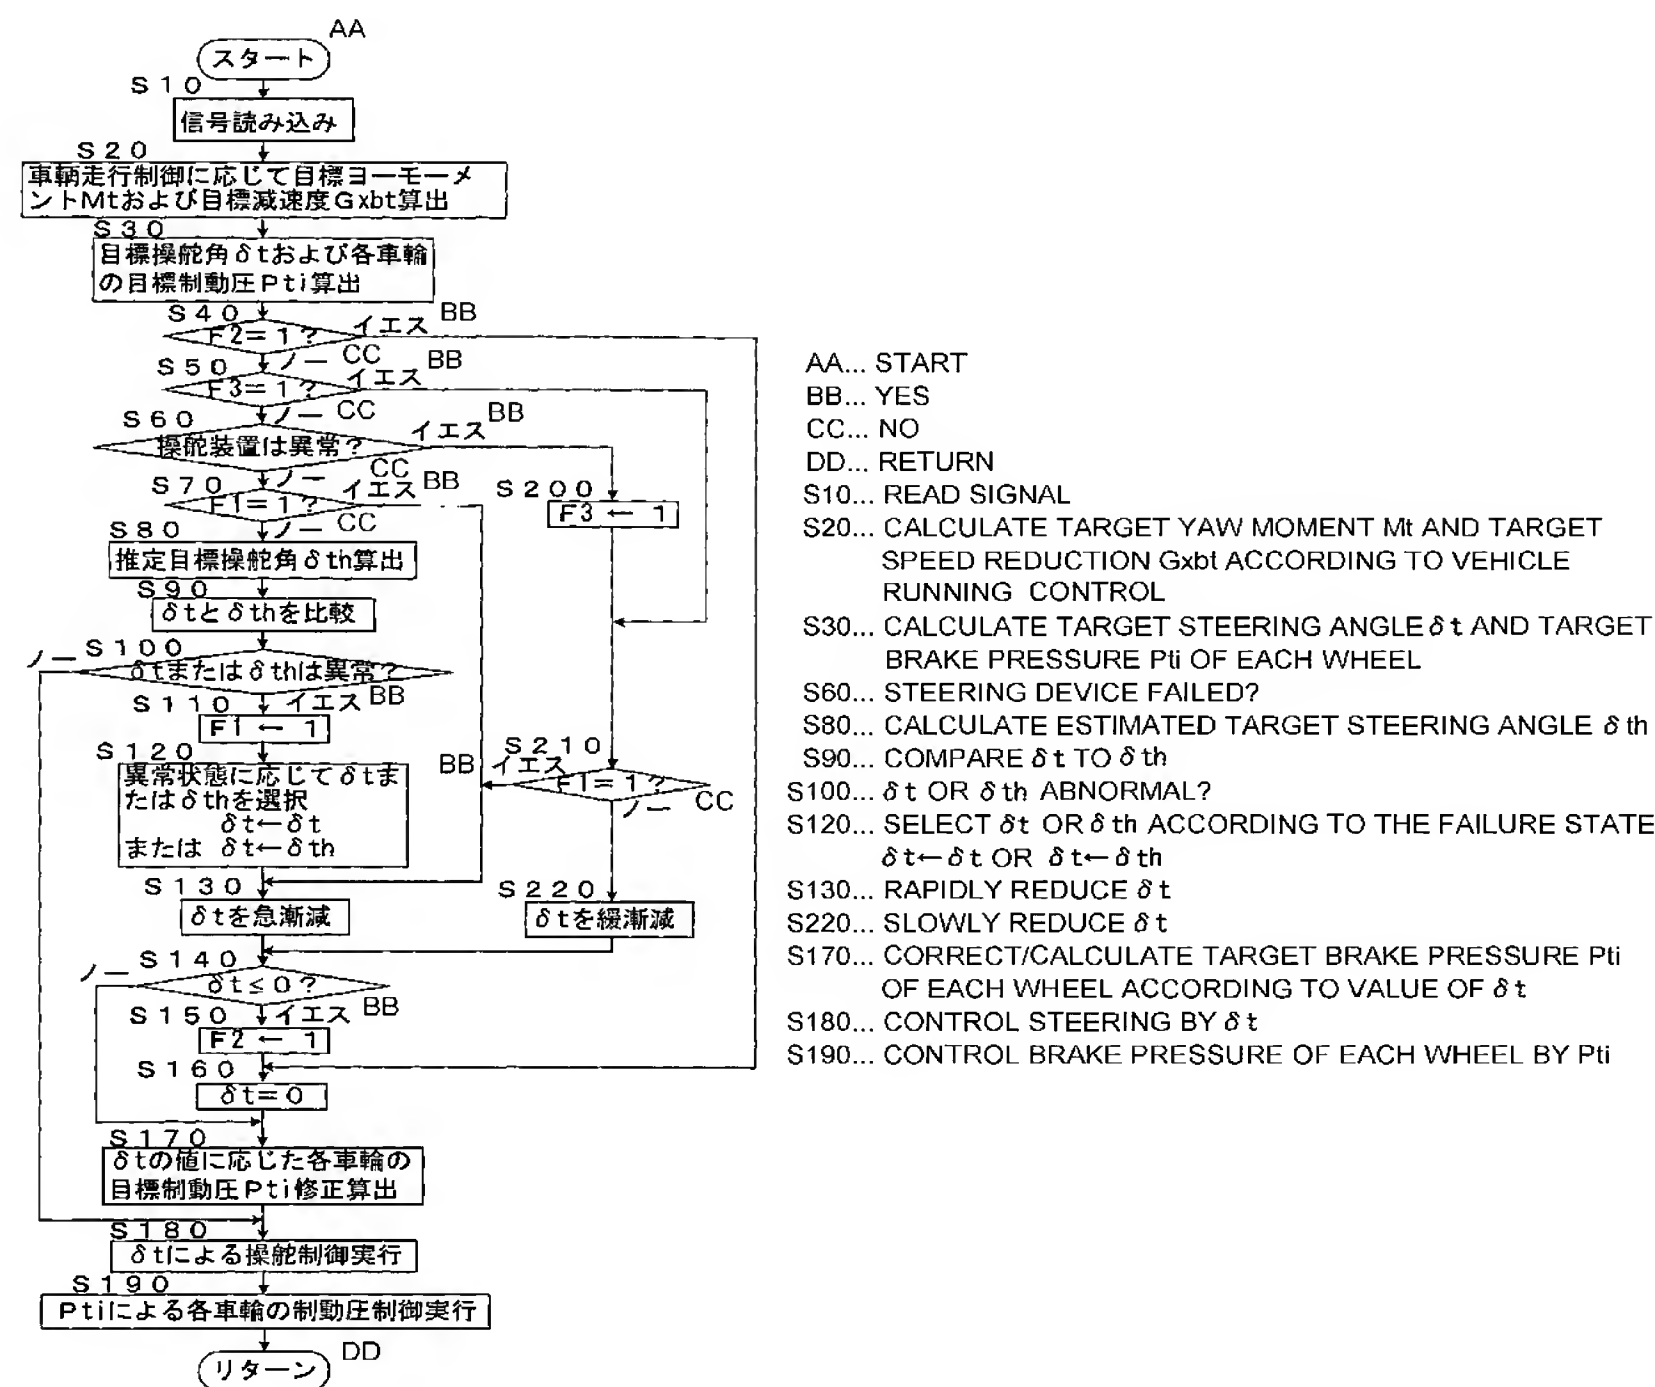 AA
スタート
S10
信号読み込み
S20
車輌走行制御に応じて目標ヨーモーメ
ントMtおよび目標減速度Gxbt算出
S30
目標操舵角δtおよび各車輪
の目標制動圧Pti算出
S40
F2=1?
イエス
BB
ノー
CC
S50
F3=1?
イエス
BB
ノー
CC
S60
操舵装置は異常?
イエス
BB
ノー
CC
S70
F1=1?
イエス
BB
ノー
CC
S200
F3 ← 1
S80
推定目標操舵角δth算出
S90
δtとδthを比較
S100
ノー
δtまたはδthは異常?
S110
イエス
BB
F1 ← 1
S120
異常状態に応じてδtま
たはδthを選択
δt←δt
または δt←δth
S210
BB
イエス
F1=1?
ノー
CC
S130
δtを急漸減
S220
δtを緩漸減
S140
ノー
δt≤0?
S150
イエス
BB
F2 ← 1
S160
δt=0
S170
δtの値に応じた各車輪の
目標制動圧Pti修正算出
S180
δtによる操舵制御実行
S190
Ptiによる各車輪の制動圧制御実行
リターン
DD
AA... START
BB... YES
CC... NO
DD... RETURN
S10... READ SIGNAL
S20... CALCULATE TARGET YAW MOMENT Mt AND TARGET
SPEED REDUCTION Gxbt ACCORDING TO VEHICLE
RUNNING CONTROL
S30... CALCULATE TARGET STEERING ANGLE δt AND TARGET
BRAKE PRESSURE Pti OF EACH WHEEL
S60... STEERING DEVICE FAILED?
S80... CALCULATE ESTIMATED TARGET STEERING ANGLE δth
S90... COMPARE δt TO δth
S100... δt OR δth ABNORMAL?
S120... SELECT δt OR δth ACCORDING TO THE FAILURE STATE
δt←δt OR δt←δth
S130... RAPIDLY REDUCE δt
S220... SLOWLY REDUCE δt
S170... CORRECT/CALCULATE TARGET BRAKE PRESSURE Pti
OF EACH WHEEL ACCORDING TO VALUE OF δt
S180... CONTROL STEERING BY δt
S190... CONTROL BRAKE PRESSURE OF EACH WHEEL BY Pti